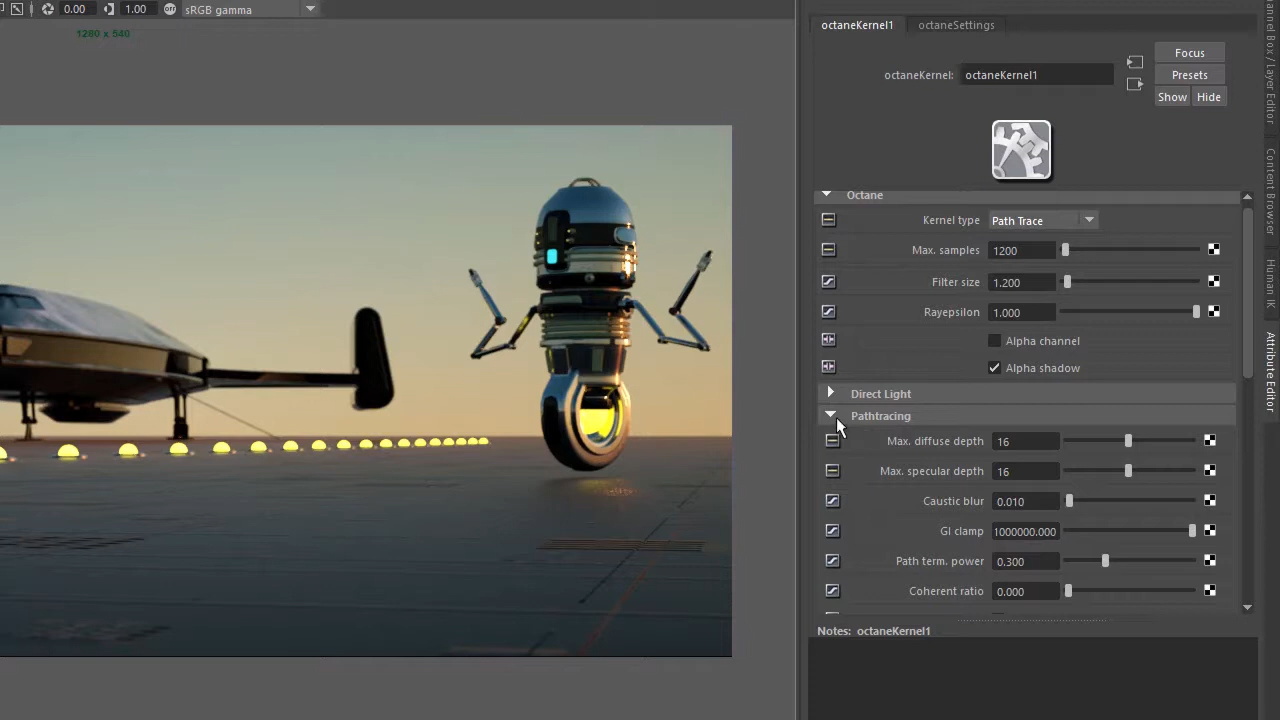 0.00 1.00 OFF sRGB gamma
1280 x 540
octaneKernel1 octaneSettings
octaneKernel: octaneKernel1
Focus
Presets
Show Hide
Octane
Kernel type Path Trace
Max. samples 1200
Filter size 1.200
Rayepsilon 1.000
Alpha channel
Alpha shadow
Direct Light
Pathtracing
Max. diffuse depth 16
Max. specular depth 16
Caustic blur 0.010
GI clamp 1000000.000
Path term. power 0.300
Coherent ratio 0.000
Notes: octaneKernel1
Channel Box / Layer Editor
Content Browser
Human IK
Attribute Editor